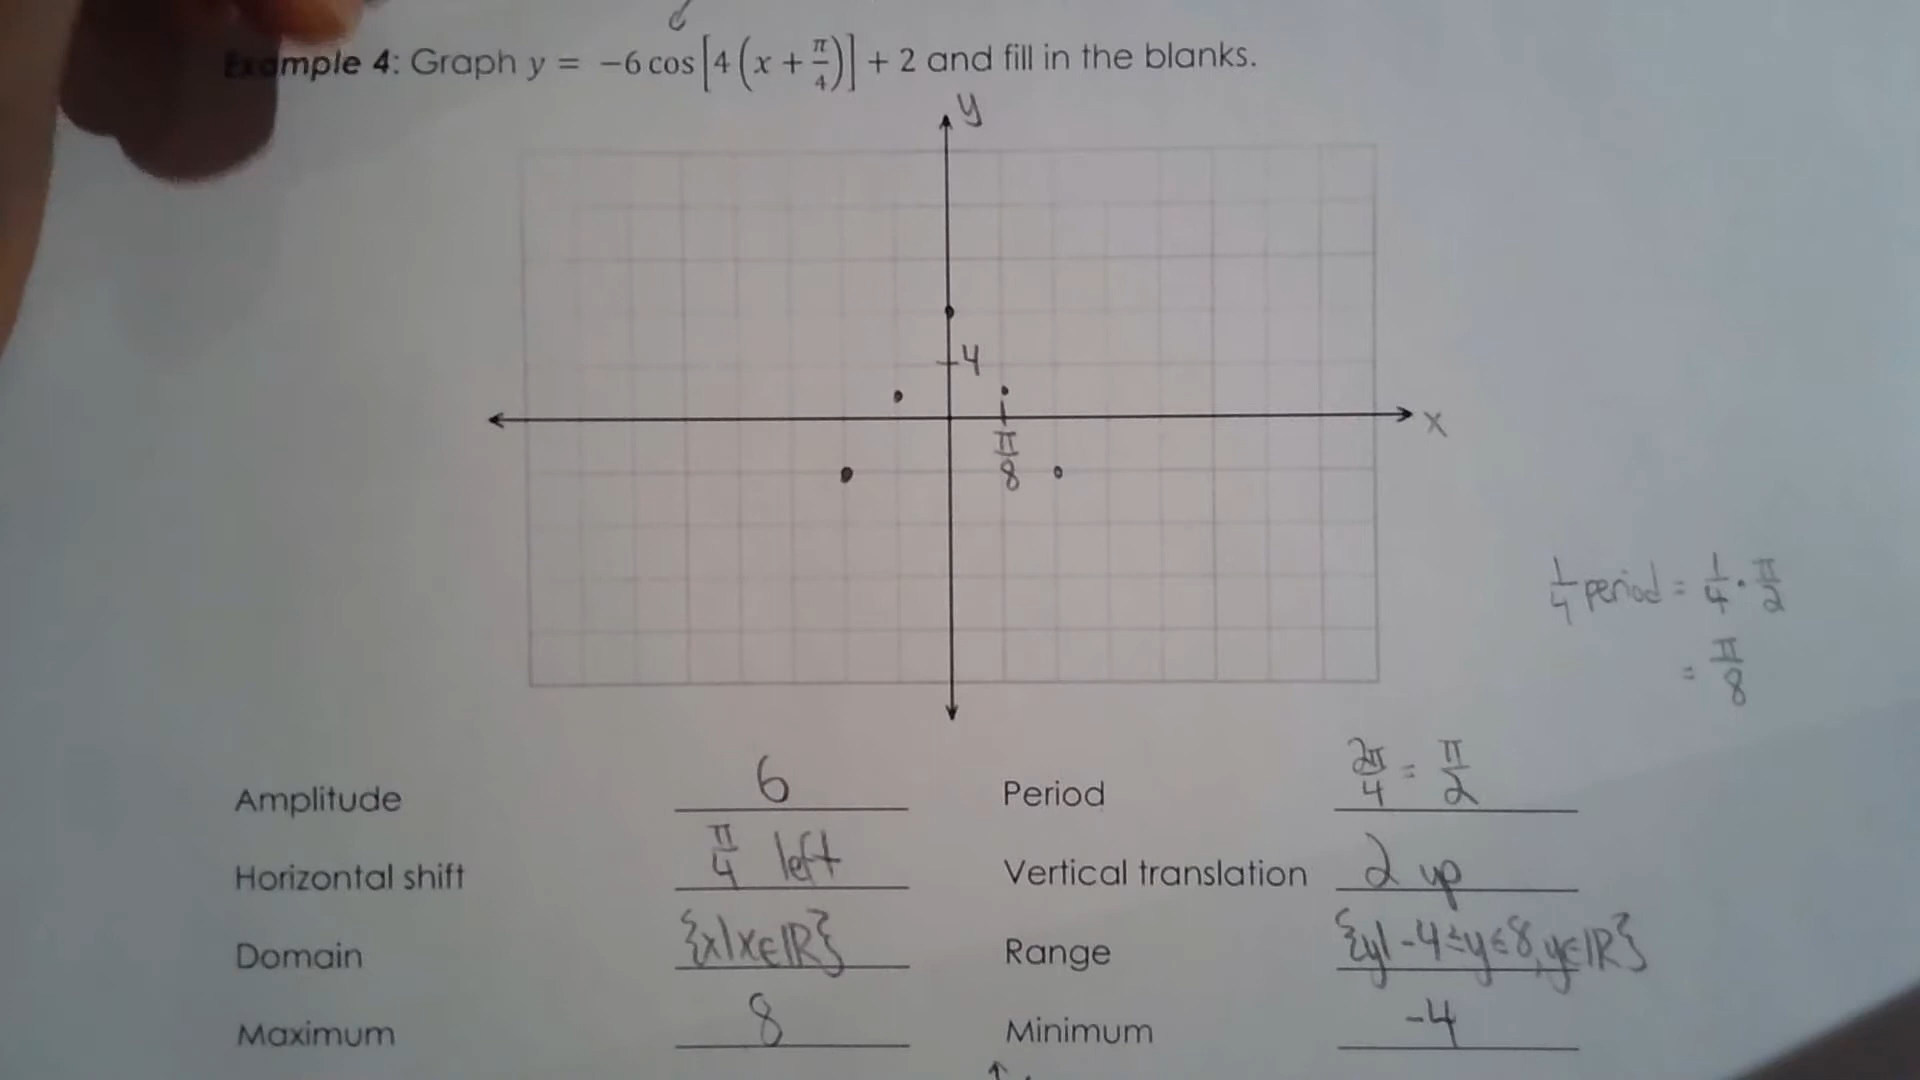 Example 4: Graph y = −6 cos[4(x + π/4)] + 2 and fill in the blanks.
y
4
x
π/8
1/4 period = 1/4 · π/2
= π/8
Amplitude 6 Period 2π/4 = π/2
Horizontal shift π/4 left Vertical translation 2 up
Domain {x|x∈ℝ} Range {y|-4≤y≤8, y∈ℝ}
Maximum 8 Minimum -4